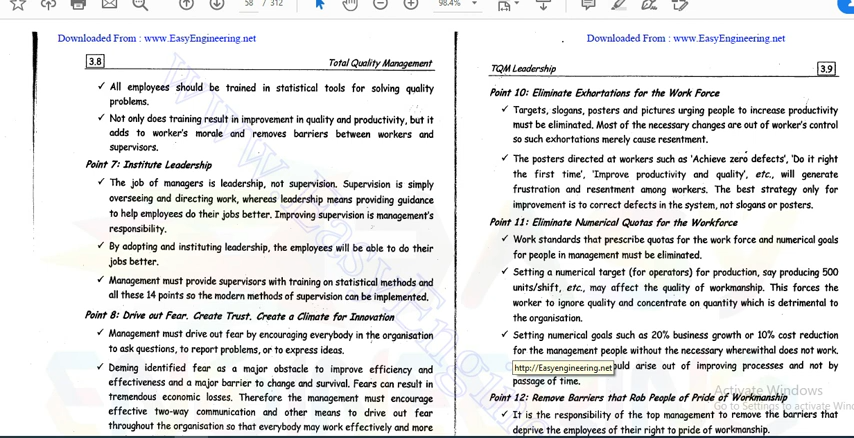 58 / 312
98.4%
Downloaded From : www.EasyEngineering.net
3.8
Total Quality Management
✓ All employees should be trained in statistical tools for solving quality
problems.
✓ Not only does training result in improvement in quality and productivity, but it
adds to worker's morale and removes barriers between workers and
supervisors.
Point 7: Institute Leadership
✓ The job of managers is leadership, not supervision. Supervision is simply
overseeing and directing work, whereas leadership means providing guidance
to help employees do their jobs better. Improving supervision is management's
responsibility.
✓ By adopting and instituting leadership, the employees will be able to do their
jobs better.
✓ Management must provide supervisors with training on statistical methods and
all these 14 points so the modern methods of supervision can be implemented.
Point 8: Drive out Fear. Create Trust. Create a Climate for Innovation
✓ Management must drive out fear by encouraging everybody in the organisation
to ask questions, to report problems, or to express ideas.
✓ Deming identified fear as a major obstacle to improve efficiency and
effectiveness and a major barrier to change and survival. Fears can result in
tremendous economic losses. Therefore the management must encourage
effective two-way communication and other means to drive out fear
throughout the organisation so that everybody may work effectively and more
Downloaded From : www.EasyEngineering.net
TQM Leadership
3.9
Point 10: Eliminate Exhortations for the Work Force
✓ Targets, slogans, posters and pictures urging people to increase productivity
must be eliminated. Most of the necessary changes are out of worker's control
so such exhortations merely cause resentment.
✓ The posters directed at workers such as 'Achieve zero defects', 'Do it right
the first time', 'Improve productivity and quality', etc., will generate
frustration and resentment among workers. The best strategy only for
improvement is to correct defects in the system, not slogans or posters.
Point 11: Eliminate Numerical Quotas for the Workforce
✓ Work standards that prescribe quotas for the work force and numerical goals
for people in management must be eliminated.
✓ Setting a numerical target (for operators) for production, say producing 500
units/shift, etc., may affect the quality of workmanship. This forces the
worker to ignore quality and concentrate on quantity which is detrimental to
the organisation.
✓ Setting numerical goals such as 20% business growth or 10% cost reduction
for the management people without the necessary wherewithal does not work.
http://Easyengineering.net
arise out of improving processes and not by
passage of time.
Point 12: Remove Barriers that Rob People of Pride of Workmanship
✓ It is the responsibility of the top management to remove the barriers that
deprive the employees of their right to pride of workmanship.
Activate Windows
Go to Settings to activate Win
www.EasyEngin